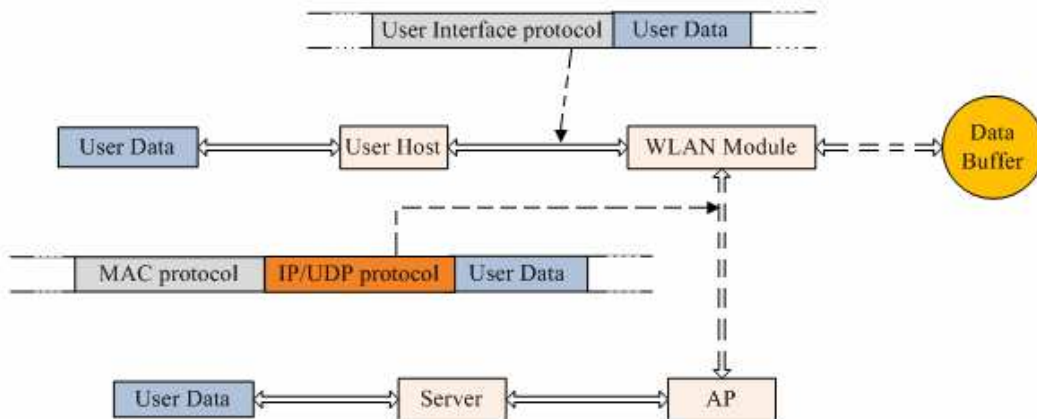 User Interface protocol User Data
User Data User Host WLAN Module Data
Buffer
MAC protocol IP/UDP protocol User Data
User Data Server AP